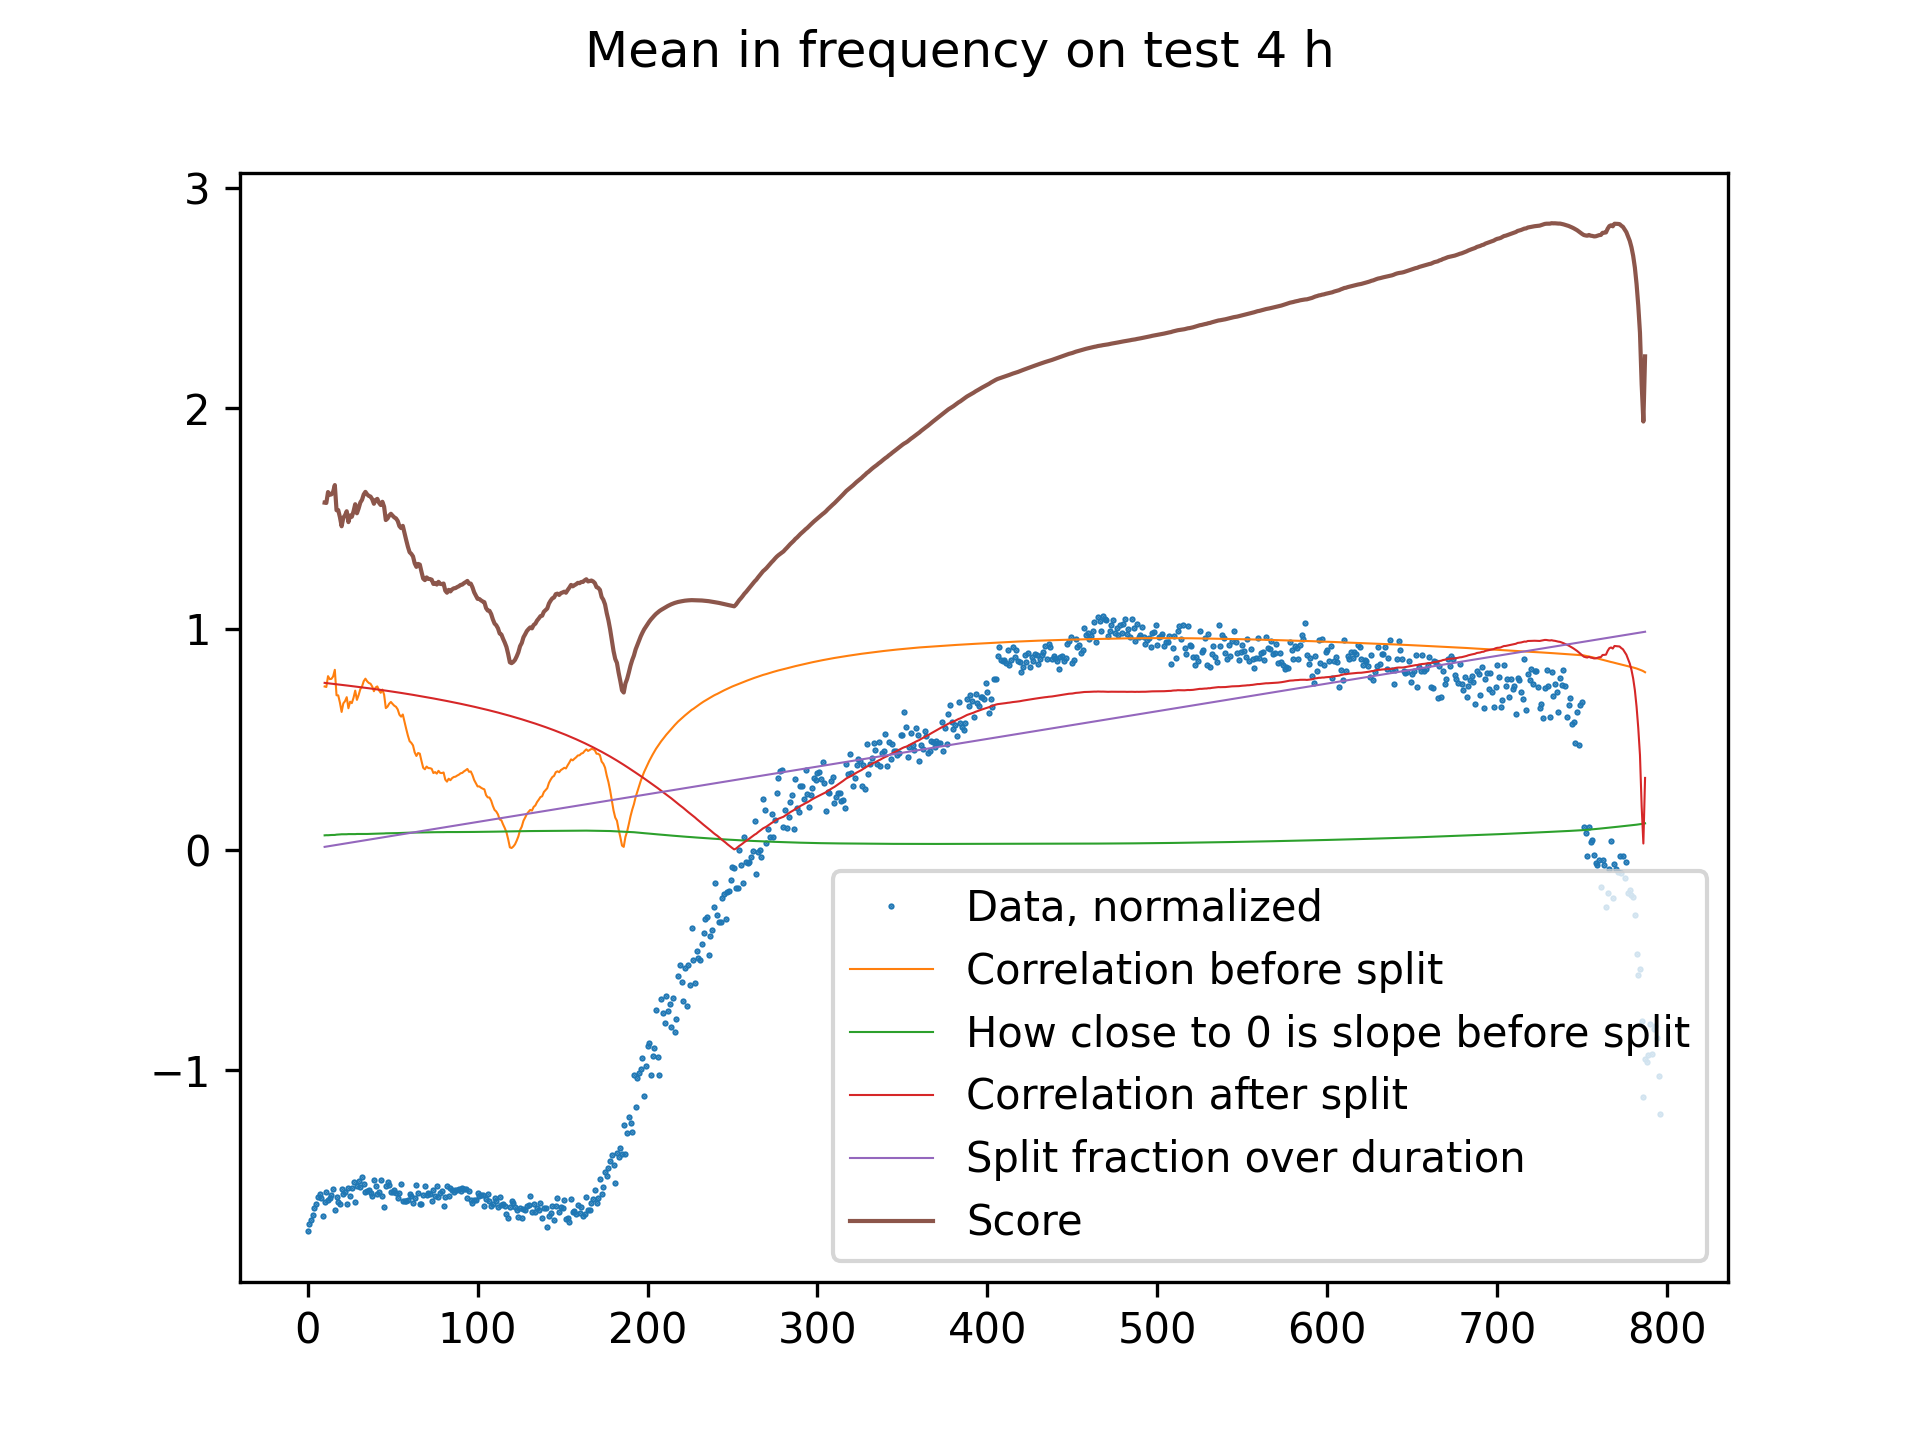 Mean in frequency on test 4 h
3
2
1
0
−1
Data, normalized
Correlation before split
How close to 0 is slope before split
Correlation after split
Split fraction over duration
Score
0 100 200 300 400 500 600 700 800